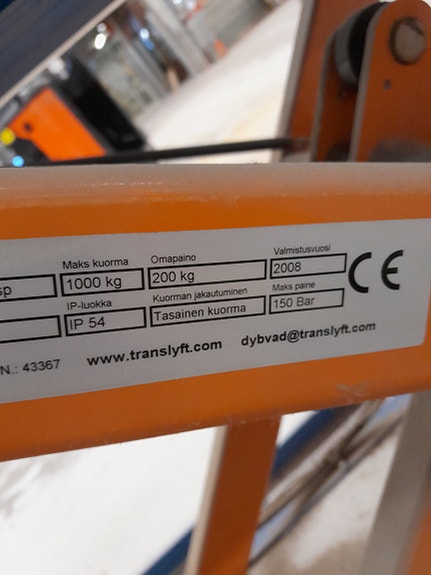 Maks kuorma Omapaino Valmistusvuosi
sp 1000 kg 200 kg 2008 CE
IP-luokka Kuorman jakautuminen Maks paine
IP 54 Tasainen kuorma 150 Bar
N.: 43367 www.translyft.com dybvad@translyft.com